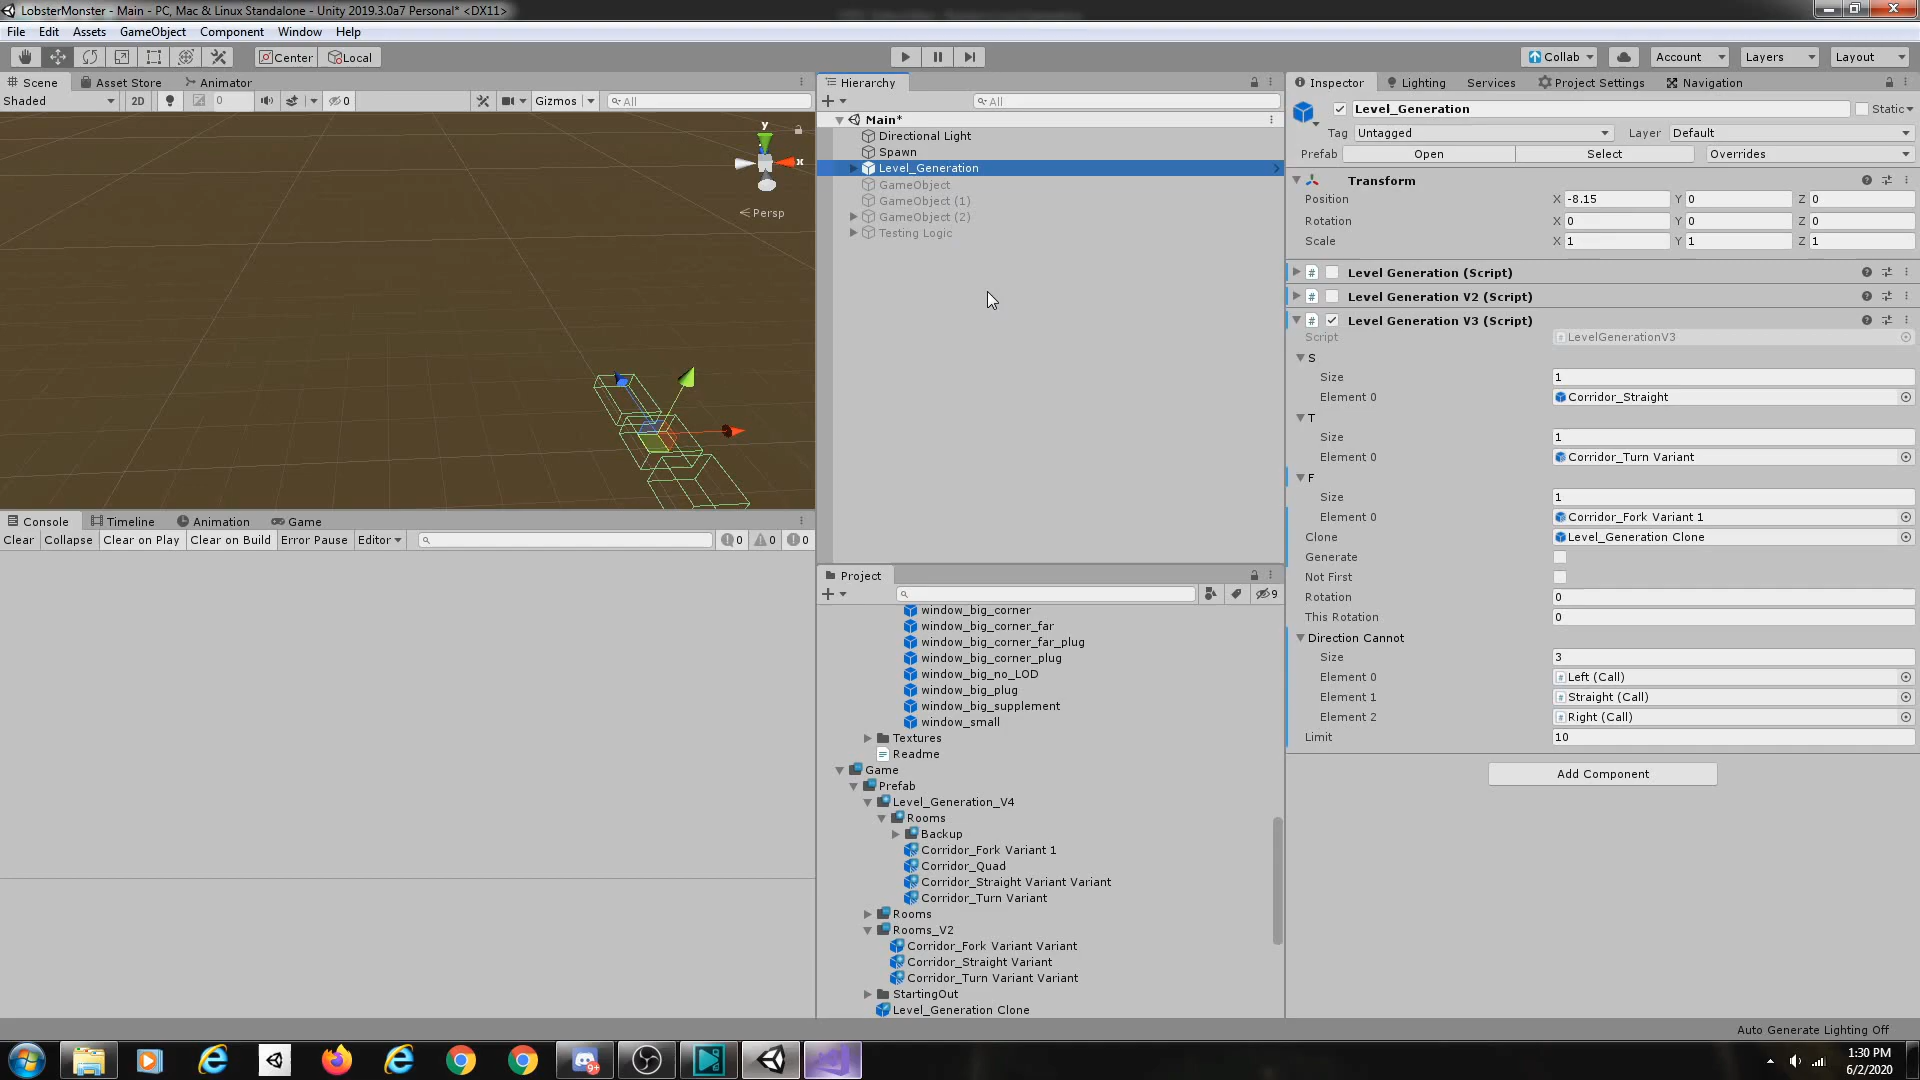 LobsterMonster - Main - PC, Mac & Linux Standalone - Unity 2019.3.0a7 Personal* <DX11>
File Edit Assets GameObject Component Window Help
Center Local Collab Account Layers Layout
Scene Asset Store Animator
Shaded 2D 0 0 Gizmos All
y
x
Persp
Console Timeline Animation Game
Clear Collapse Clear on Play Clear on Build Error Pause Editor 0 0 0
Hierarchy
All
Main*
Directional Light
Spawn
Level_Generation
GameObject
GameObject (1)
GameObject (2)
Testing Logic
Project
9
window_big_corner
window_big_corner_far
window_big_corner_far_plug
window_big_corner_plug
window_big_no_LOD
window_big_plug
window_big_supplement
window_small
Textures
Readme
Game
Prefab
Level_Generation_V4
Rooms
Backup
Corridor_Fork Variant 1
Corridor_Quad
Corridor_Straight Variant Variant
Corridor_Turn Variant
Rooms
Rooms_V2
Corridor_Fork Variant Variant
Corridor_Straight Variant
Corridor_Turn Variant Variant
StartingOut
Level_Generation Clone
Inspector Lighting Services Project Settings Navigation
Level_Generation Static
Tag Untagged Layer Default
Prefab Open Select Overrides
Transform
Position X -8.15 Y 0 Z 0
Rotation X 0 Y 0 Z 0
Scale X 1 Y 1 Z 1
# Level Generation (Script)
# Level Generation V2 (Script)
# Level Generation V3 (Script)
Script LevelGenerationV3
S
Size 1
Element 0 Corridor_Straight
T
Size 1
Element 0 Corridor_Turn Variant
F
Size 1
Element 0 Corridor_Fork Variant 1
Clone Level_Generation Clone
Generate
Not First
Rotation 0
This Rotation 0
Direction Cannot
Size 3
Element 0 Left (Call)
Element 1 Straight (Call)
Element 2 Right (Call)
Limit 10
Add Component
Auto Generate Lighting Off
9+
1:30 PM
6/2/2020